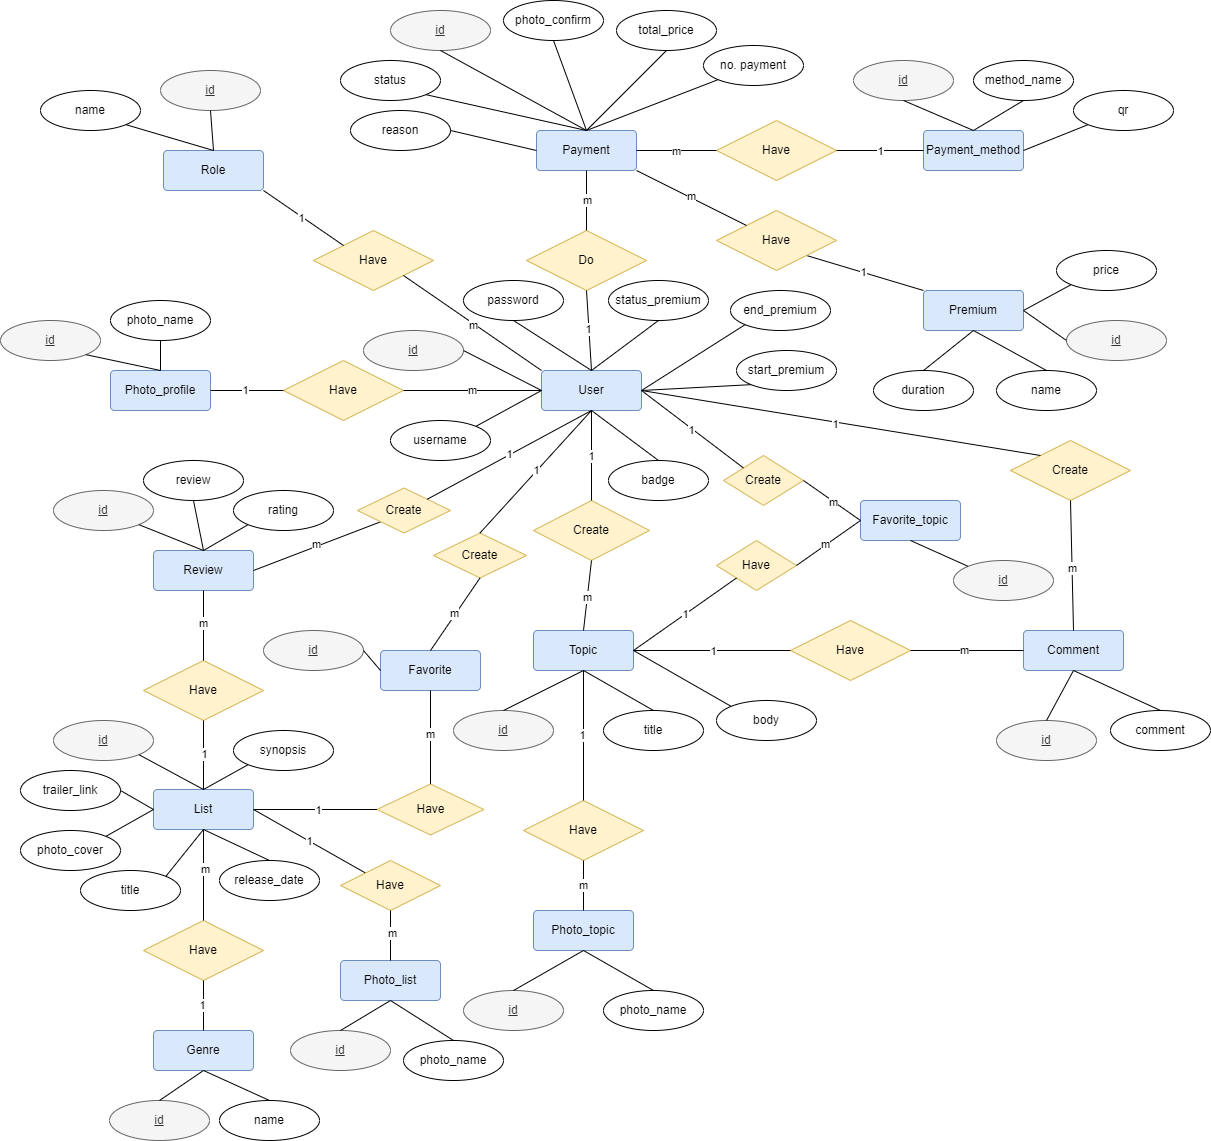 photo_confirm
id
total_price
no. payment
status
reason
Payment
m
Have
1
Payment_method
id
method_name
qr
name
id
Role
1
Have
m
m
Do
1
m
Have
1
Premium
price
id
duration
name
password
status_premium
end_premium
start_premium
id
photo_name
id
Photo_profile
1
Have
m
User
username
badge
1
Create
m
review
id
rating
Review
1
Create
m
1
Create
m
1
Create
m
Favorite_topic
id
1
Create
m
1
Have
m
id
Favorite
Topic
1
Have
m
Comment
id
title
body
id
comment
m
Have
1
id
synopsis
trailer_link
List
photo_cover
title
release_date
1
Have
m
1
Have
m
Photo_list
id
photo_name
1
Have
m
Photo_topic
id
photo_name
m
Have
1
Genre
id
name